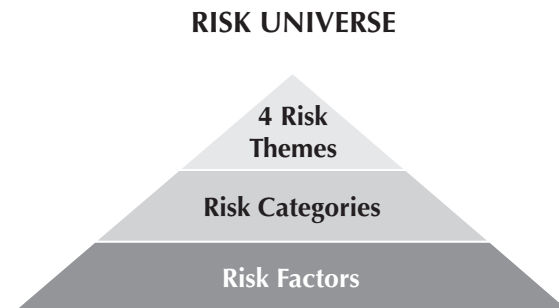 RISK UNIVERSE
4 Risk
Themes
Risk Categories
Risk Factors